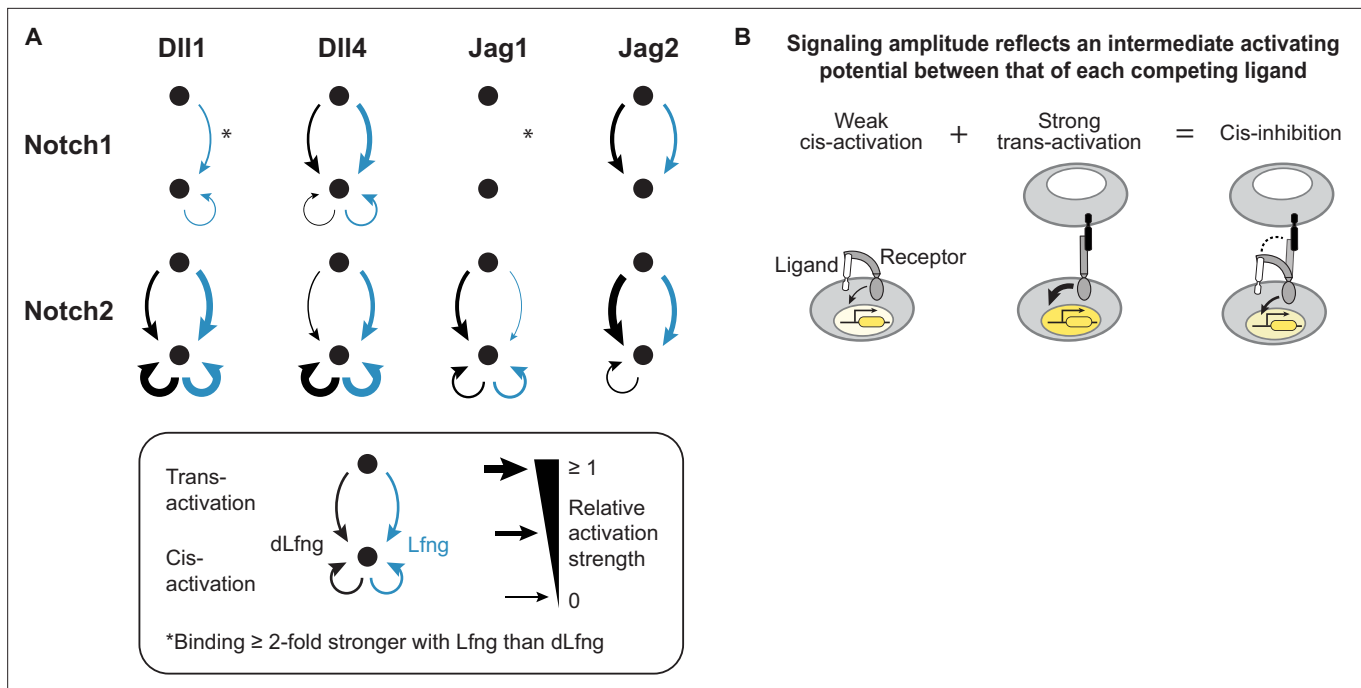 A
Dll1 Dll4 Jag1 Jag2
Notch1
*
*
Notch2
Trans-
activation
Cis-
activation
dLfng Lfng
≥ 1
Relative
activation
strength
0
*Binding ≥ 2-fold stronger with Lfng than dLfng
B
Signaling amplitude reflects an intermediate activating
potential between that of each competing ligand
Weak
cis-activation
+
Strong
trans-activation
=
Cis-inhibition
Ligand
Receptor